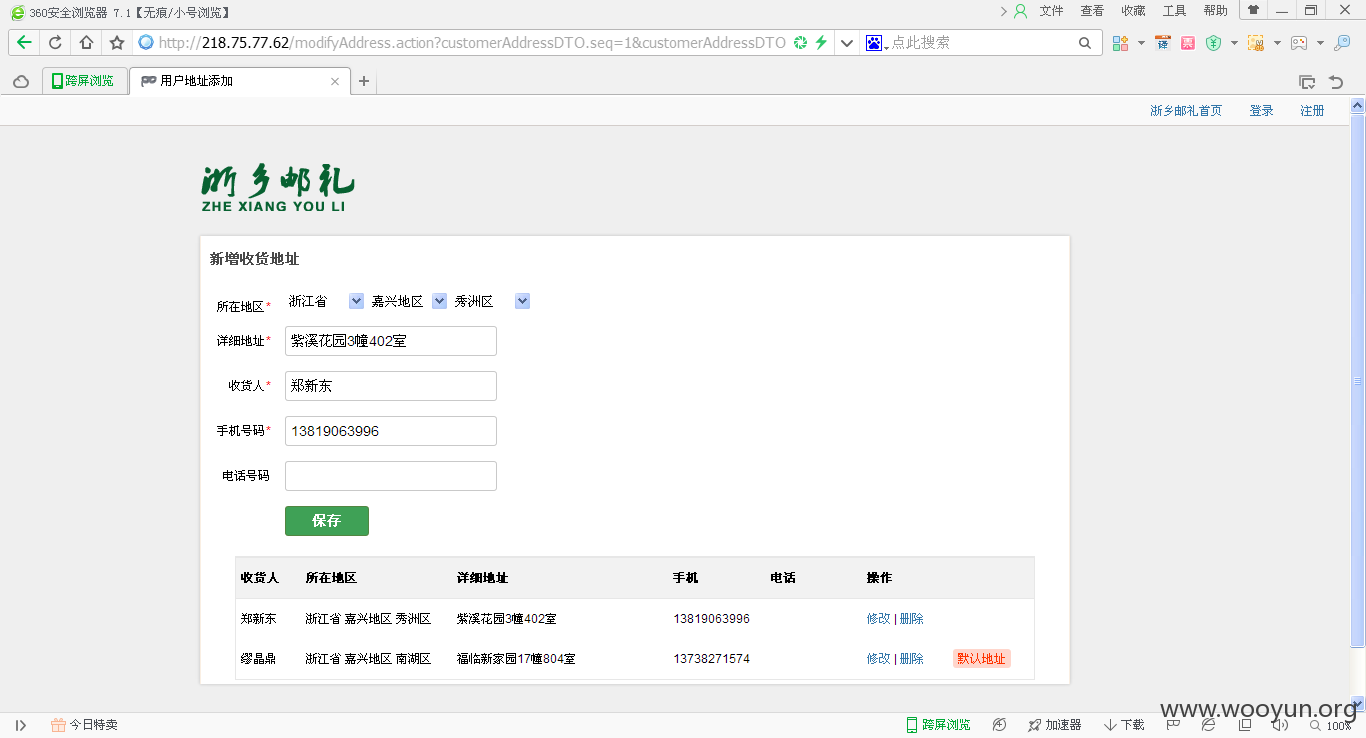 360安全浏览器 7.1【无痕/小号浏览】 文件 查看 收藏 工具 帮助
http://218.75.77.62/modifyAddress.action?customerAddressDTO.seq=1&customerAddressDTO 点此搜索
跨屏浏览 用户地址添加
浙乡邮礼首页 登录 注册
浙乡邮礼
ZHE XIANG YOU LI
新增收货地址
所在地区* 浙江省 嘉兴地区 秀洲区
详细地址* 紫溪花园3幢402室
收货人* 郑新东
手机号码* 13819063996
电话号码
保存
收货人 所在地区 详细地址 手机 电话 操作
郑新东 浙江省 嘉兴地区 秀洲区 紫溪花园3幢402室 13819063996 修改 | 删除
缪晶鼎 浙江省 嘉兴地区 南湖区 福临新家园17幢804室 13738271574 修改 | 删除 默认地址
www.wooyun.org
今日特卖 跨屏浏览 加速器 下载 100%